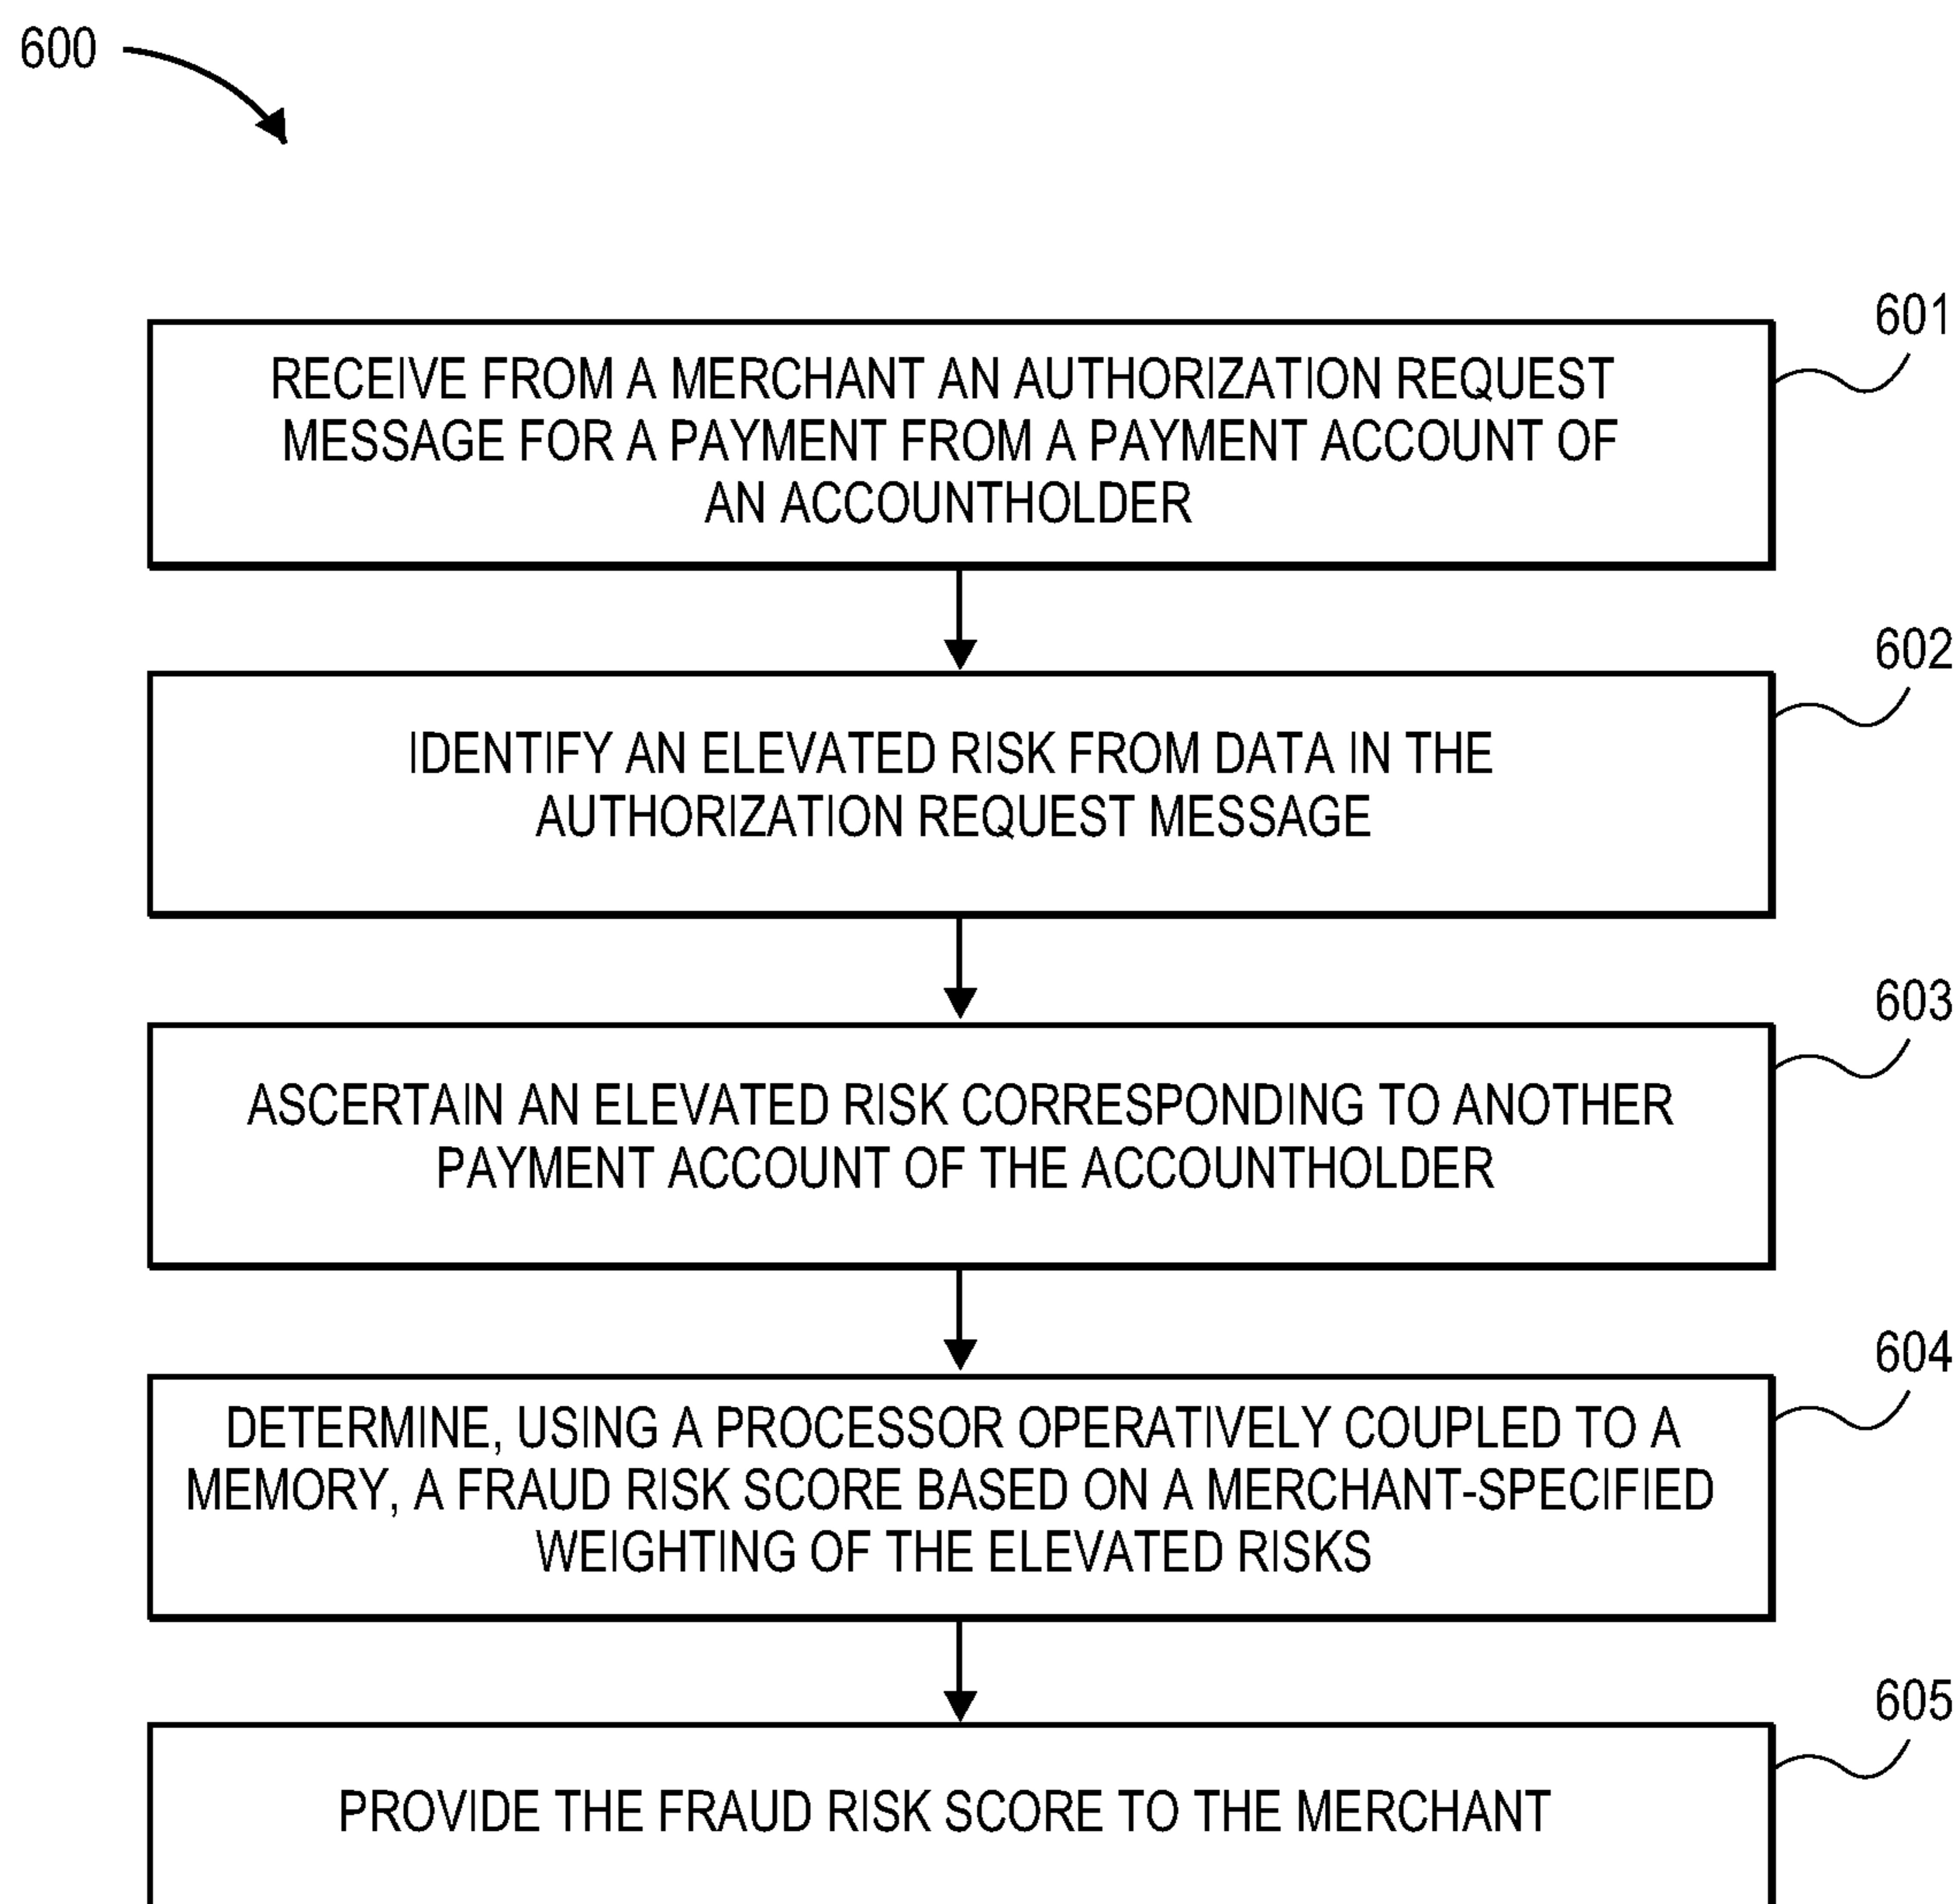 600
601
RECEIVE FROM A MERCHANT AN AUTHORIZATION REQUEST
MESSAGE FOR A PAYMENT FROM A PAYMENT ACCOUNT OF
AN ACCOUNTHOLDER
602
IDENTIFY AN ELEVATED RISK FROM DATA IN THE
AUTHORIZATION REQUEST MESSAGE
603
ASCERTAIN AN ELEVATED RISK CORRESPONDING TO ANOTHER
PAYMENT ACCOUNT OF THE ACCOUNTHOLDER
604
DETERMINE, USING A PROCESSOR OPERATIVELY COUPLED TO A
MEMORY, A FRAUD RISK SCORE BASED ON A MERCHANT-SPECIFIED
WEIGHTING OF THE ELEVATED RISKS
605
PROVIDE THE FRAUD RISK SCORE TO THE MERCHANT